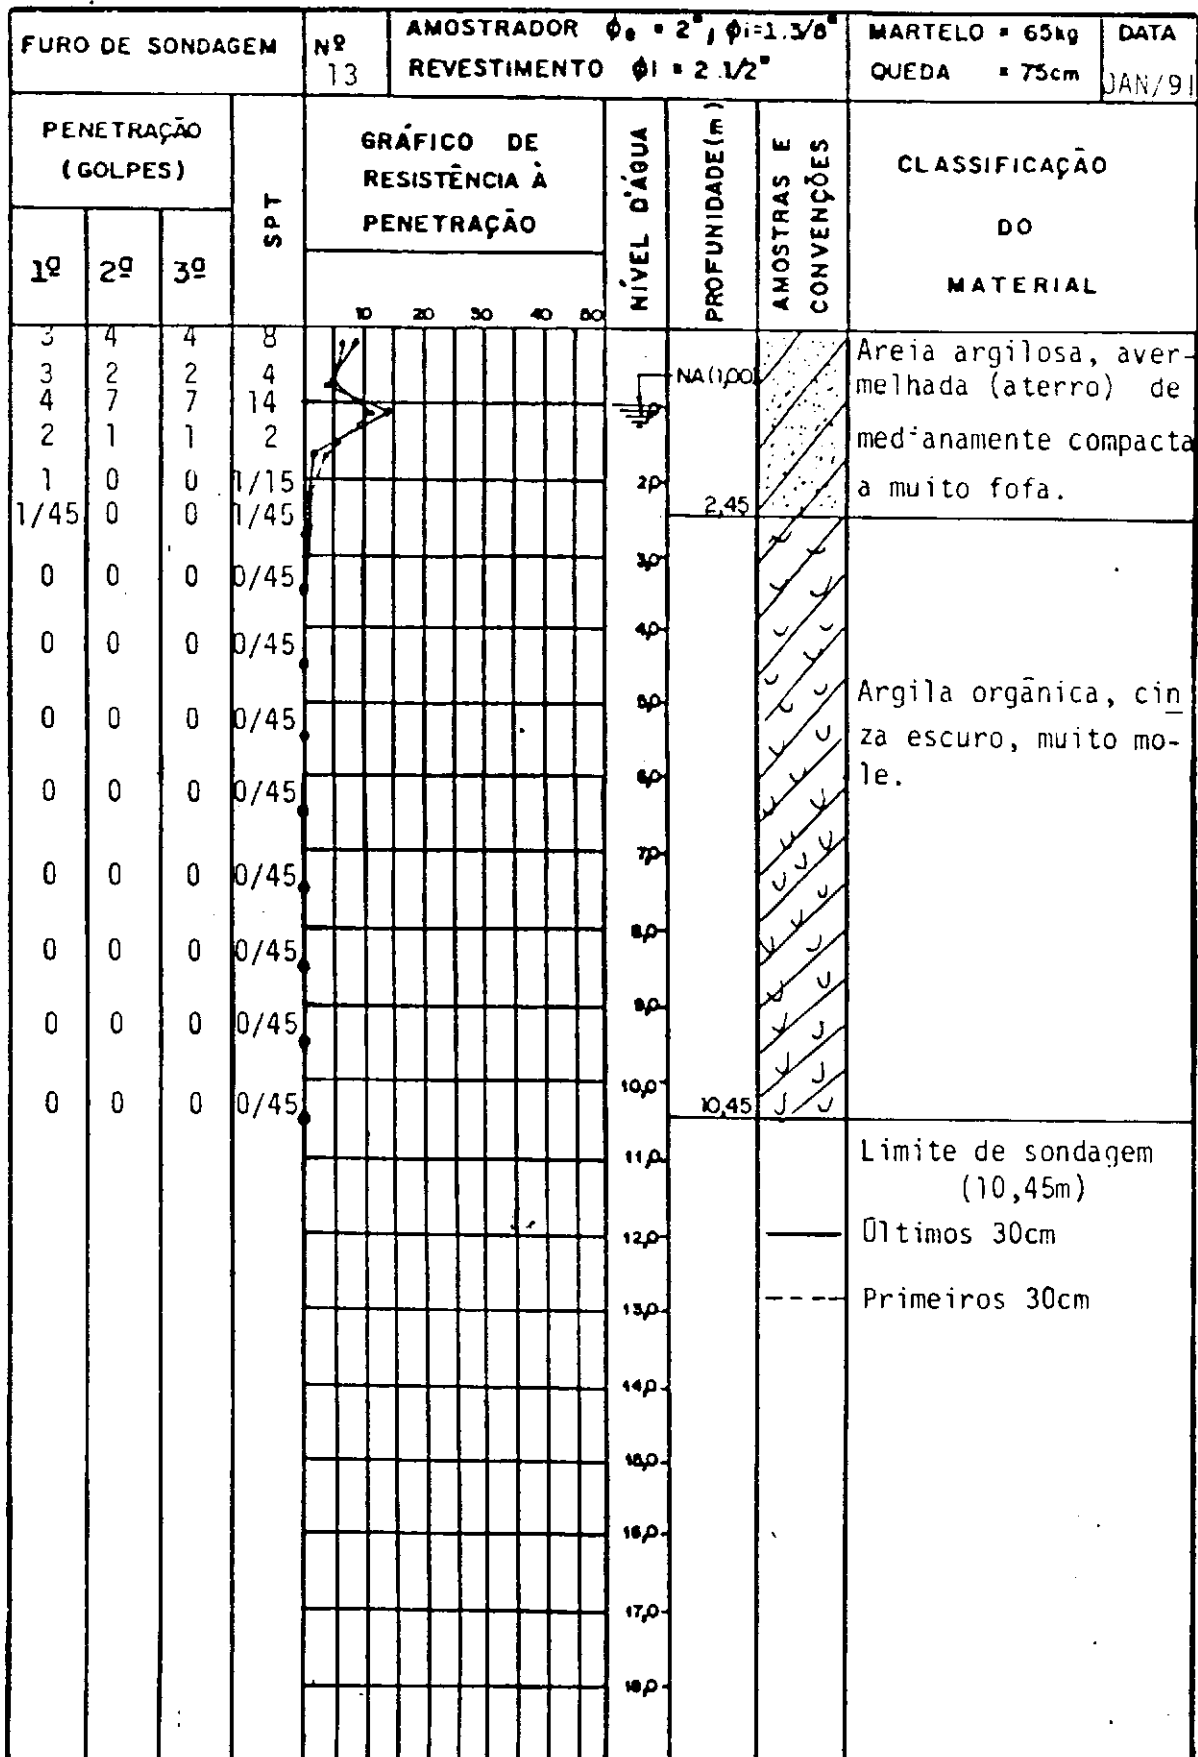 FURO DE SONDAGEM
Nº
13
AMOSTRADOR ϕe = 2", ϕi=1.3/8"
REVESTIMENTO ϕI = 2.1/2"
MARTELO = 65kg
QUEDA = 75cm
DATA
JAN/91
PENETRAÇÃO
(GOLPES)
1º
2ª
3ª
SPT
GRÁFICO DE
RESISTÊNCIA À
PENETRAÇÃO
10 20 30 40 50
NÍVEL D'ÁGUA
PROFUNIDADE(m)
AMOSTRAS E
CONVENÇÕES
CLASSIFICAÇÃO
DO
MATERIAL
3 4 4 8
3 2 2 4
4 7 7 14
2 1 1 2
1 0 0 1/15
1/45 0 0 1/45
0 0 0 0/45
0 0 0 0/45
0 0 0 0/45
0 0 0 0/45
0 0 0 0/45
0 0 0 0/45
0 0 0 0/45
0 0 0 0/45
NA(1,00)
2,0
2,45
3,0
4,0
5,0
6,0
7,0
8,0
9,0
10,0
10,45
11,0
12,0
13,0
14,0
15,0
16,0
17,0
18,0
Areia argilosa, aver-
melhada (aterro) de
medianamente compacta
a muito fofa.
Argila orgânica, cin
za escuro, muito mo-
le.
Limite de sondagem
(10,45m)
Últimos 30cm
Primeiros 30cm